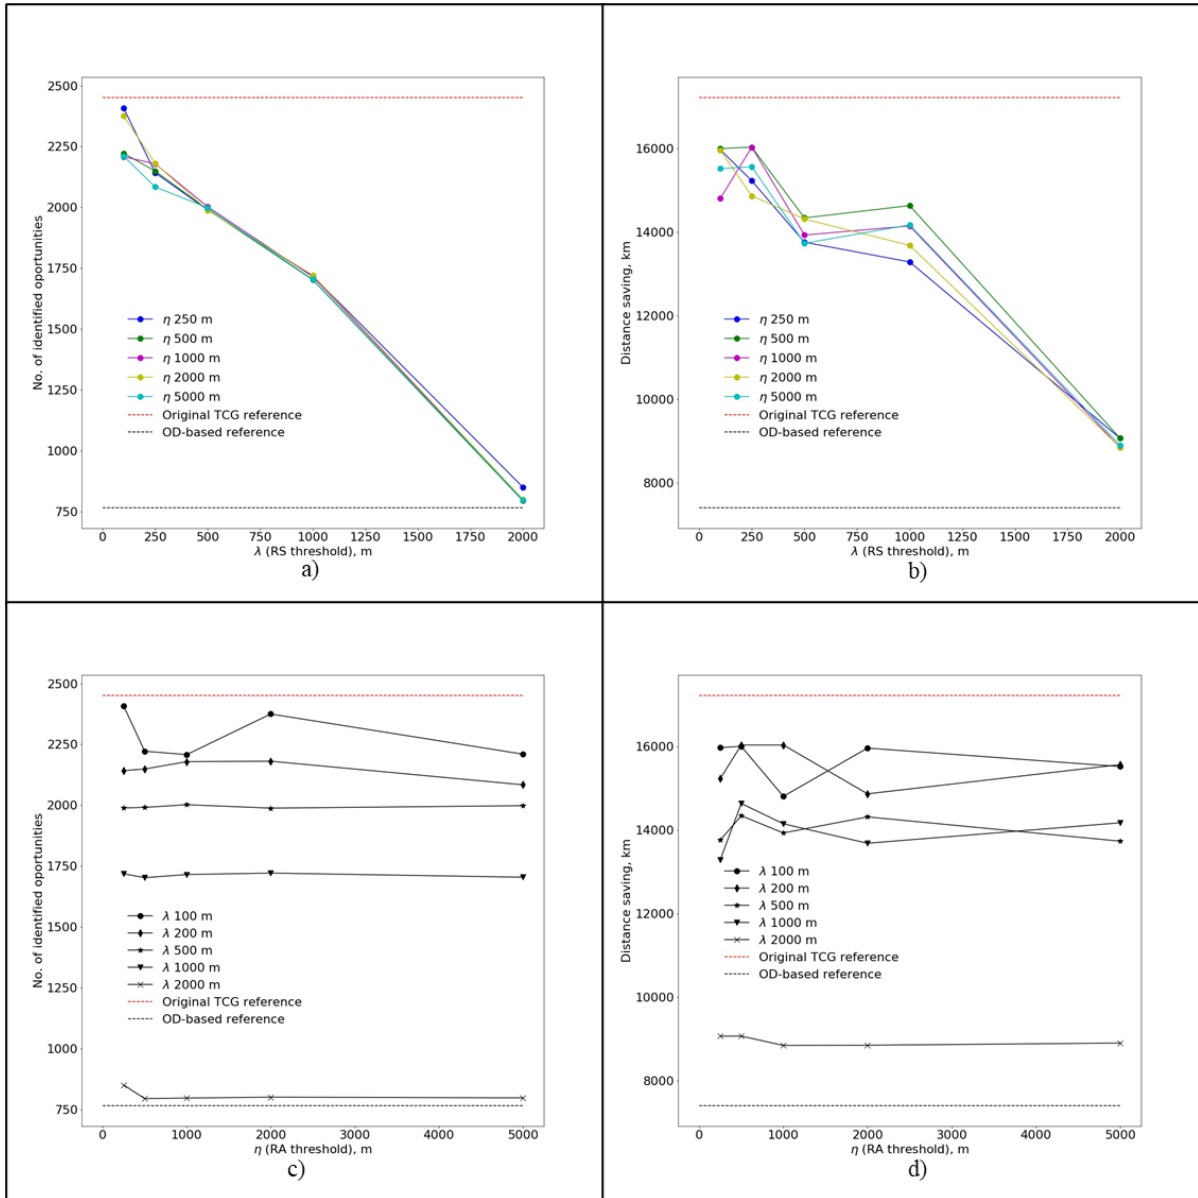 2500
2250
2000
1750
1500
1250
1000
750
No. of identified oportunities
η 250 m
η 500 m
η 1000 m
η 2000 m
η 5000 m
Original TCG reference
OD-based reference
0 250 500 750 1000 1250 1500 1750 2000
λ (RS threshold), m
a)
16000
14000
12000
10000
8000
Distance saving, km
η 250 m
η 500 m
η 1000 m
η 2000 m
η 5000 m
Original TCG reference
OD-based reference
0 250 500 750 1000 1250 1500 1750 2000
λ (RS threshold), m
b)
2500
2250
2000
1750
1500
1250
1000
750
No. of identified oportunities
λ 100 m
λ 200 m
λ 500 m
λ 1000 m
λ 2000 m
Original TCG reference
OD-based reference
0 1000 2000 3000 4000 5000
η (RA threshold), m
c)
16000
14000
12000
10000
8000
Distance saving, km
λ 100 m
λ 200 m
λ 500 m
λ 1000 m
λ 2000 m
Original TCG reference
OD-based reference
0 1000 2000 3000 4000 5000
η (RA threshold), m
d)